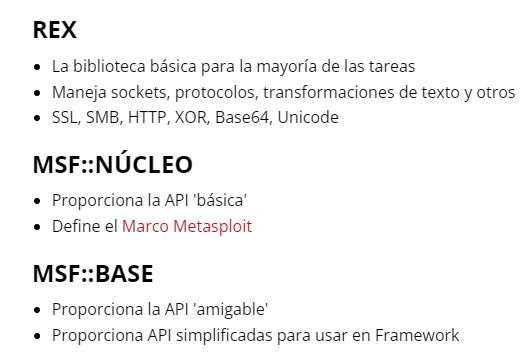 REX
• La biblioteca básica para la mayoría de las tareas
• Maneja sockets, protocolos, transformaciones de texto y otros
• SSL, SMB, HTTP, XOR, Base64, Unicode
MSF::NÚCLEO
• Proporciona la API 'básica'
• Define el Marco Metasploit
MSF::BASE
• Proporciona la API 'amigable'
• Proporciona API simplificadas para usar en Framework